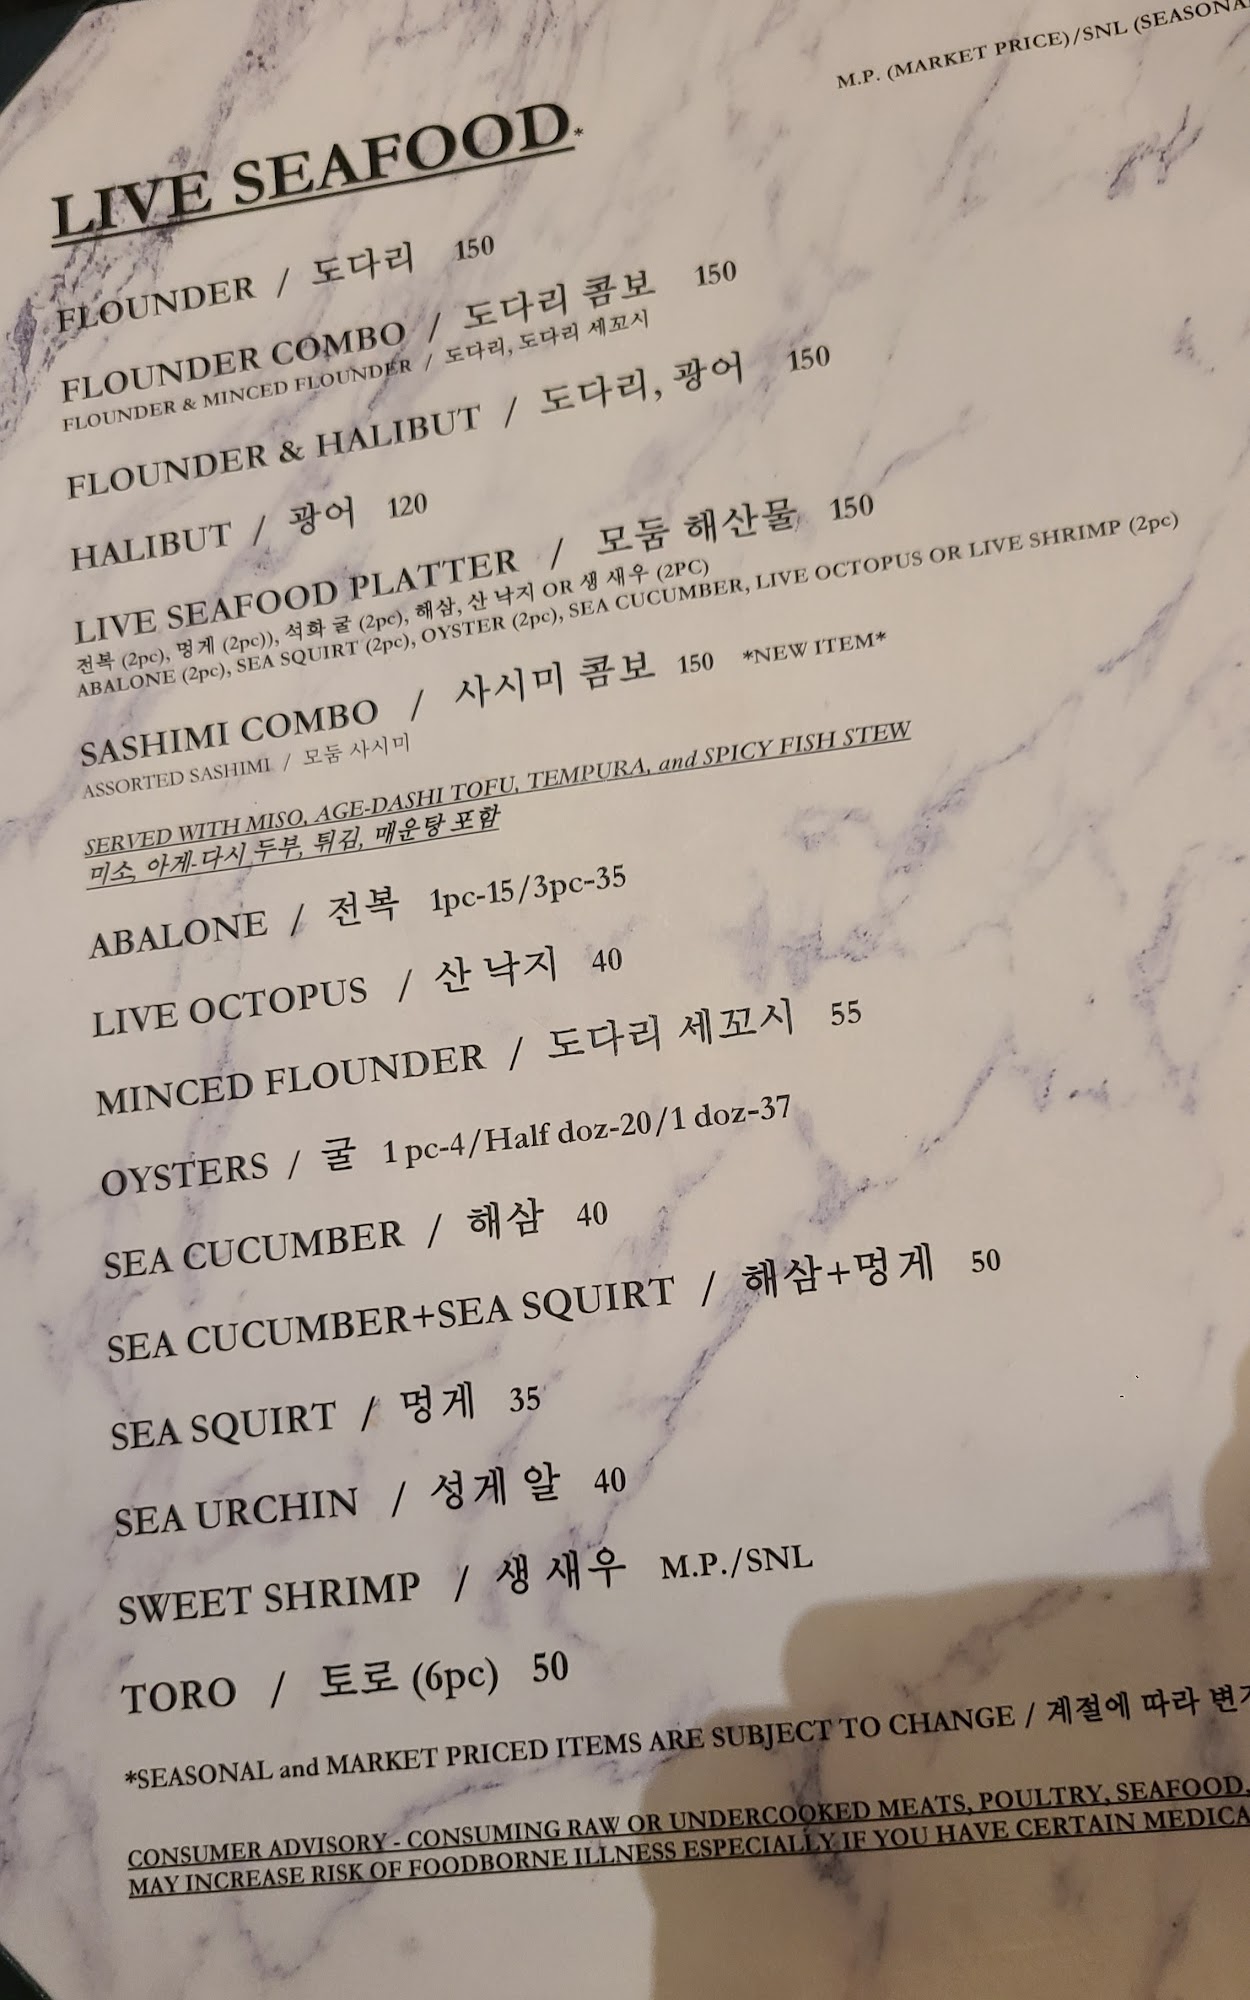 M.P. (MARKET PRICE)/SNL (SEASONA
LIVE SEAFOOD*
FLOUNDER / 도다리 150
FLOUNDER COMBO / 도다리 콤보 150
FLOUNDER & MINCED FLOUNDER / 도다리, 도다리 세꼬시
FLOUNDER & HALIBUT / 도다리, 광어 150
HALIBUT / 광어 120
LIVE SEAFOOD PLATTER / 모둠 해산물 150
전복 (2pc), 멍게 (2pc)), 석화 굴 (2pc), 해삼, 산 낙지 OR 생 새우 (2PC)
ABALONE (2pc), SEA SQUIRT (2pc), OYSTER (2pc), SEA CUCUMBER, LIVE OCTOPUS OR LIVE SHRIMP (2pc)
SASHIMI COMBO / 사시미 콤보 150 *NEW ITEM*
ASSORTED SASHIMI / 모둠 사시미
SERVED WITH MISO, AGE-DASHI TOFU, TEMPURA, and SPICY FISH STEW
미소, 아게-다시 두부, 튀김, 매운탕 포함
ABALONE / 전복 1pc-15/3pc-35
LIVE OCTOPUS / 산 낙지 40
MINCED FLOUNDER / 도다리 세꼬시 55
OYSTERS / 굴 1 pc-4/Half doz-20/1 doz-37
SEA CUCUMBER / 해삼 40
SEA CUCUMBER+SEA SQUIRT / 해삼+멍게 50
SEA SQUIRT / 멍게 35
SEA URCHIN / 성게 알 40
SWEET SHRIMP / 생 새우 M.P./SNL
TORO / 토로 (6pc) 50
*SEASONAL and MARKET PRICED ITEMS ARE SUBJECT TO CHANGE / 계절에 따라 변
CONSUMER ADVISORY - CONSUMING RAW OR UNDERCOOKED MEATS, POULTRY, SEAFOOD,
MAY INCREASE RISK OF FOODBORNE ILLNESS ESPECIALLY IF YOU HAVE CERTAIN MEDICA